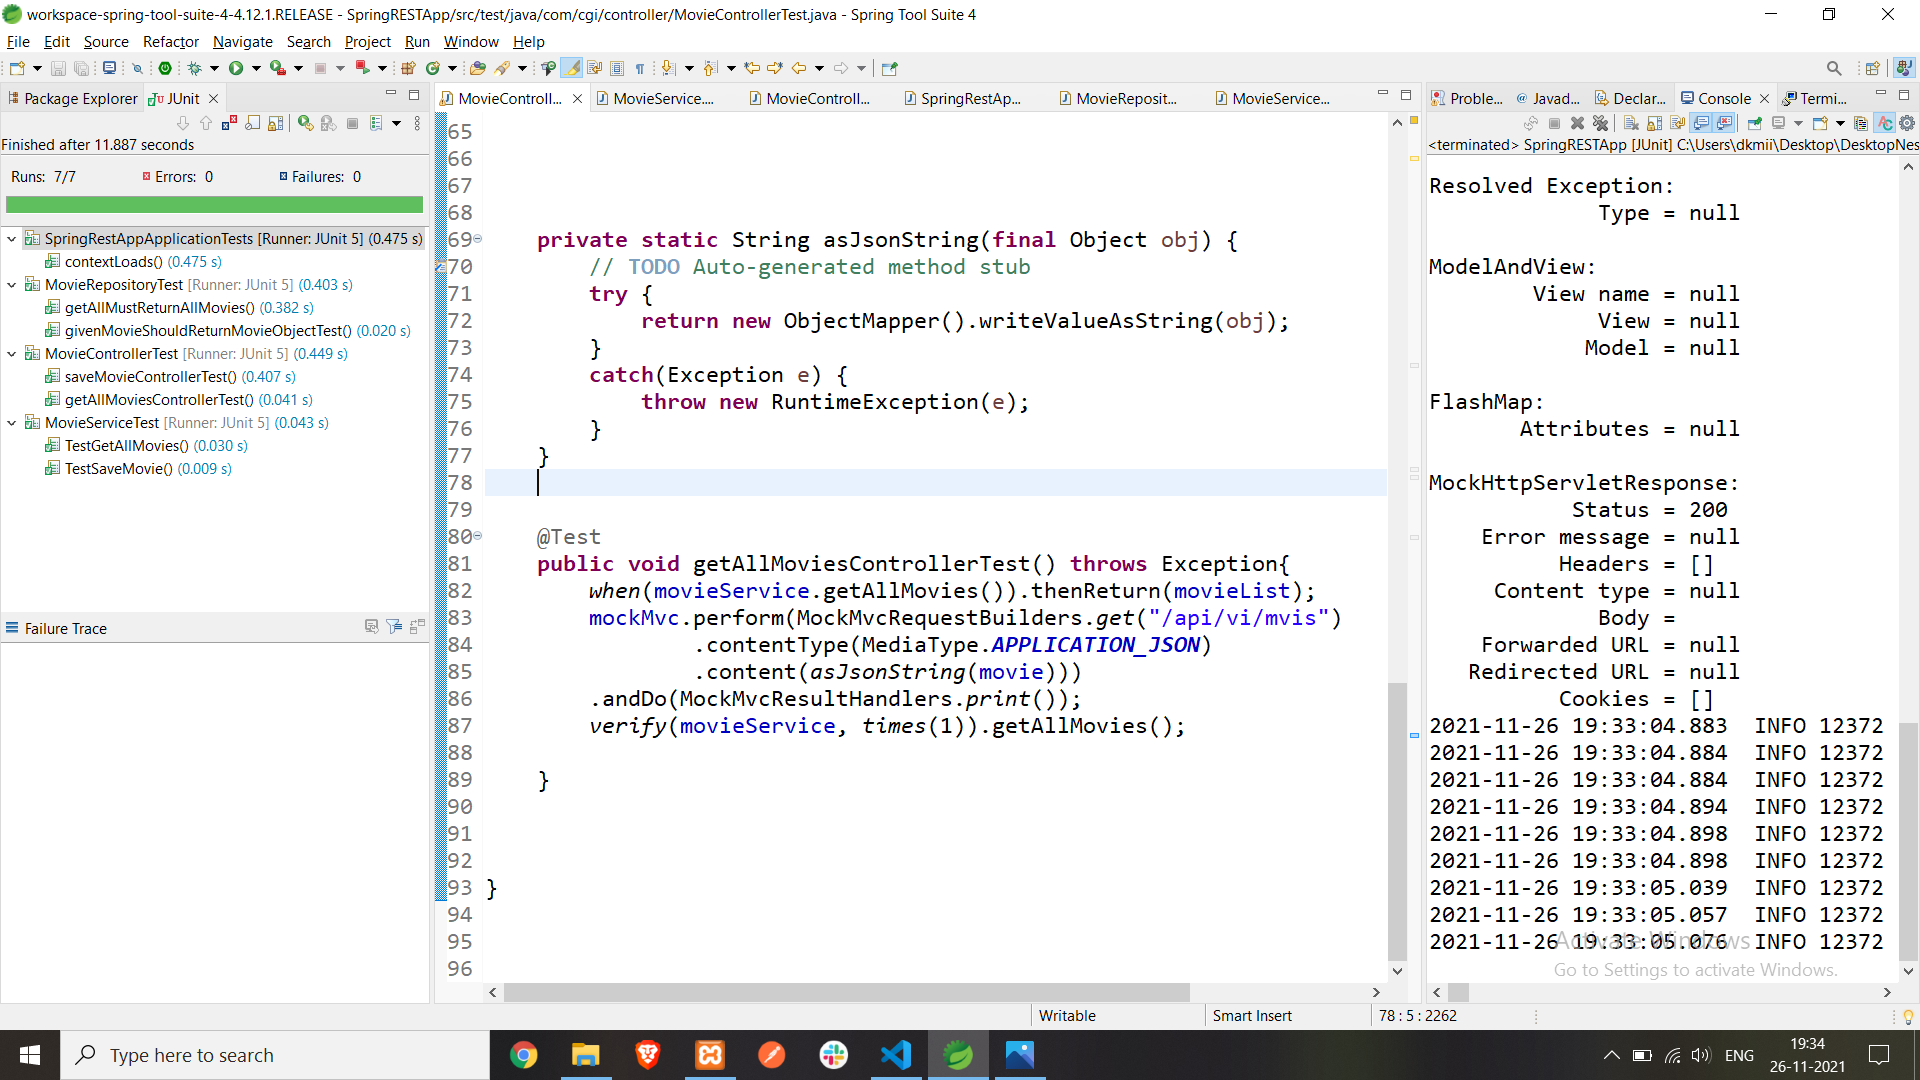 workspace-spring-tool-suite-4-4.12.1.RELEASE - SpringRESTApp/src/test/java/com/cgi/controller/MovieControllerTest.java - Spring Tool Suite 4
File Edit Source Refactor Navigate Search Project Run Window Help
Package Explorer
JUnit
Finished after 11.887 seconds
Runs: 7/7 Errors: 0 Failures: 0
SpringRestAppApplicationTests [Runner: JUnit 5] (0.475 s)
contextLoads() (0.475 s)
MovieRepositoryTest [Runner: JUnit 5] (0.403 s)
getAllMustReturnAllMovies() (0.382 s)
givenMovieShouldReturnMovieObjectTest() (0.020 s)
MovieControllerTest [Runner: JUnit 5] (0.449 s)
saveMovieControllerTest() (0.407 s)
getAllMoviesControllerTest() (0.041 s)
MovieServiceTest [Runner: JUnit 5] (0.043 s)
TestGetAllMovies() (0.030 s)
TestSaveMovie() (0.009 s)
Failure Trace
MovieControll... MovieService.... MovieControll... SpringRestAp... MovieReposit... MovieService...
65
66
67
68
69 private static String asJsonString(final Object obj) {
70 // TODO Auto-generated method stub
71 try {
72 return new ObjectMapper().writeValueAsString(obj);
73 }
74 catch(Exception e) {
75 throw new RuntimeException(e);
76 }
77 }
78
79
80 @Test
81 public void getAllMoviesControllerTest() throws Exception{
82 when(movieService.getAllMovies()).thenReturn(movieList);
83 mockMvc.perform(MockMvcRequestBuilders.get("/api/vi/mvis")
84 .contentType(MediaType.APPLICATION_JSON)
85 .content(asJsonString(movie)))
86 .andDo(MockMvcResultHandlers.print());
87 verify(movieService, times(1)).getAllMovies();
88
89 }
90
91
92
93 }
94
95
96
Proble... Javad... Declar... Console Termi...
<terminated> SpringRESTApp [JUnit] C:\Users\dkmii\Desktop\DesktopNes
Resolved Exception:
Type = null
ModelAndView:
View name = null
View = null
Model = null
FlashMap:
Attributes = null
MockHttpServletResponse:
Status = 200
Error message = null
Headers = []
Content type = null
Body =
Forwarded URL = null
Redirected URL = null
Cookies = []
2021-11-26 19:33:04.883 INFO 12372
2021-11-26 19:33:04.884 INFO 12372
2021-11-26 19:33:04.884 INFO 12372
2021-11-26 19:33:04.894 INFO 12372
2021-11-26 19:33:04.898 INFO 12372
2021-11-26 19:33:04.898 INFO 12372
2021-11-26 19:33:05.039 INFO 12372
2021-11-26 19:33:05.057 INFO 12372
2021-11-26 19:33:05.076 INFO 12372
Activate Windows
Go to Settings to activate Windows.
Writable Smart Insert 78 : 5 : 2262
Type here to search
ENG
19:34
26-11-2021